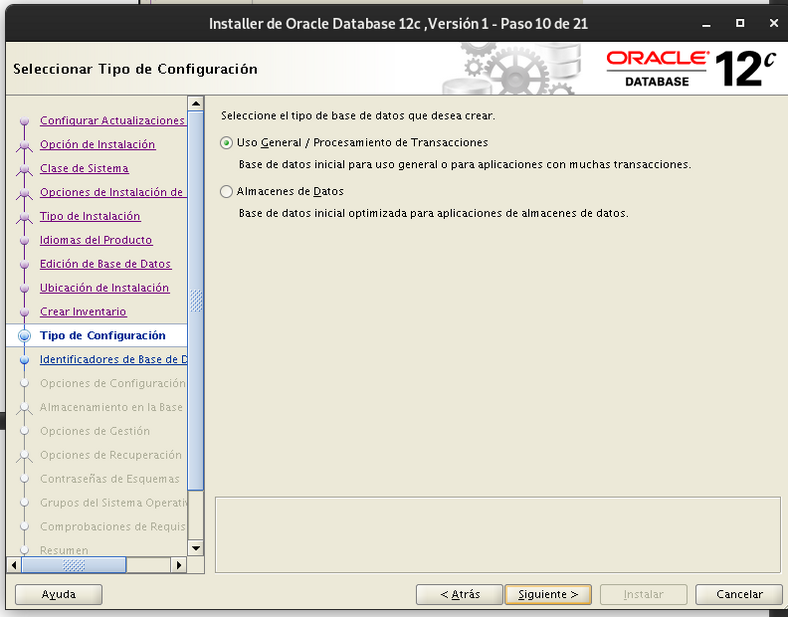 Installer de Oracle Database 12c ,Versión 1 - Paso 10 de 21
Seleccionar Tipo de Configuración
ORACLE®
DATABASE
12c
Configurar Actualizaciones
Opción de Instalación
Clase de Sistema
Opciones de Instalación de
Tipo de Instalación
Idiomas del Producto
Edición de Base de Datos
Ubicación de Instalación
Crear Inventario
Tipo de Configuración
Identificadores de Base de D
Opciones de Configuración
Almacenamiento en la Base
Opciones de Gestión
Opciones de Recuperación
Contraseñas de Esquemas
Grupos del Sistema Operativ
Comprobaciones de Requis
Resumen
Seleccione el tipo de base de datos que desea crear.
Uso General / Procesamiento de Transacciones
Base de datos inicial para uso general o para aplicaciones con muchas transacciones.
Almacenes de Datos
Base de datos inicial optimizada para aplicaciones de almacenes de datos.
Ayuda
< Atrás
Siguiente >
Instalar
Cancelar